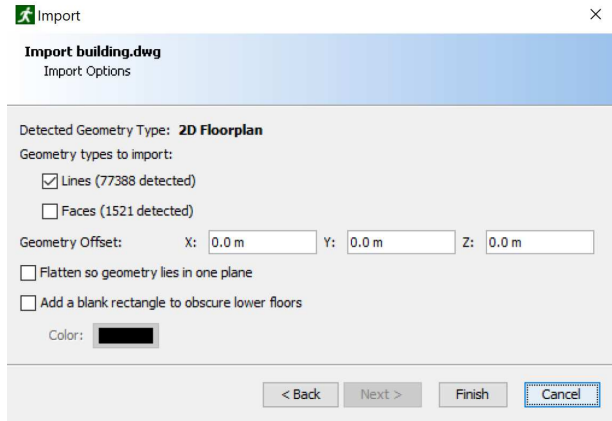 Import
Import building.dwg
Import Options
Detected Geometry Type: 2D Floorplan
Geometry types to import:
Lines (77388 detected)
Faces (1521 detected)
Geometry Offset: X: 0.0 m Y: 0.0 m Z: 0.0 m
Flatten so geometry lies in one plane
Add a blank rectangle to obscure lower floors
Color:
< Back Next > Finish Cancel